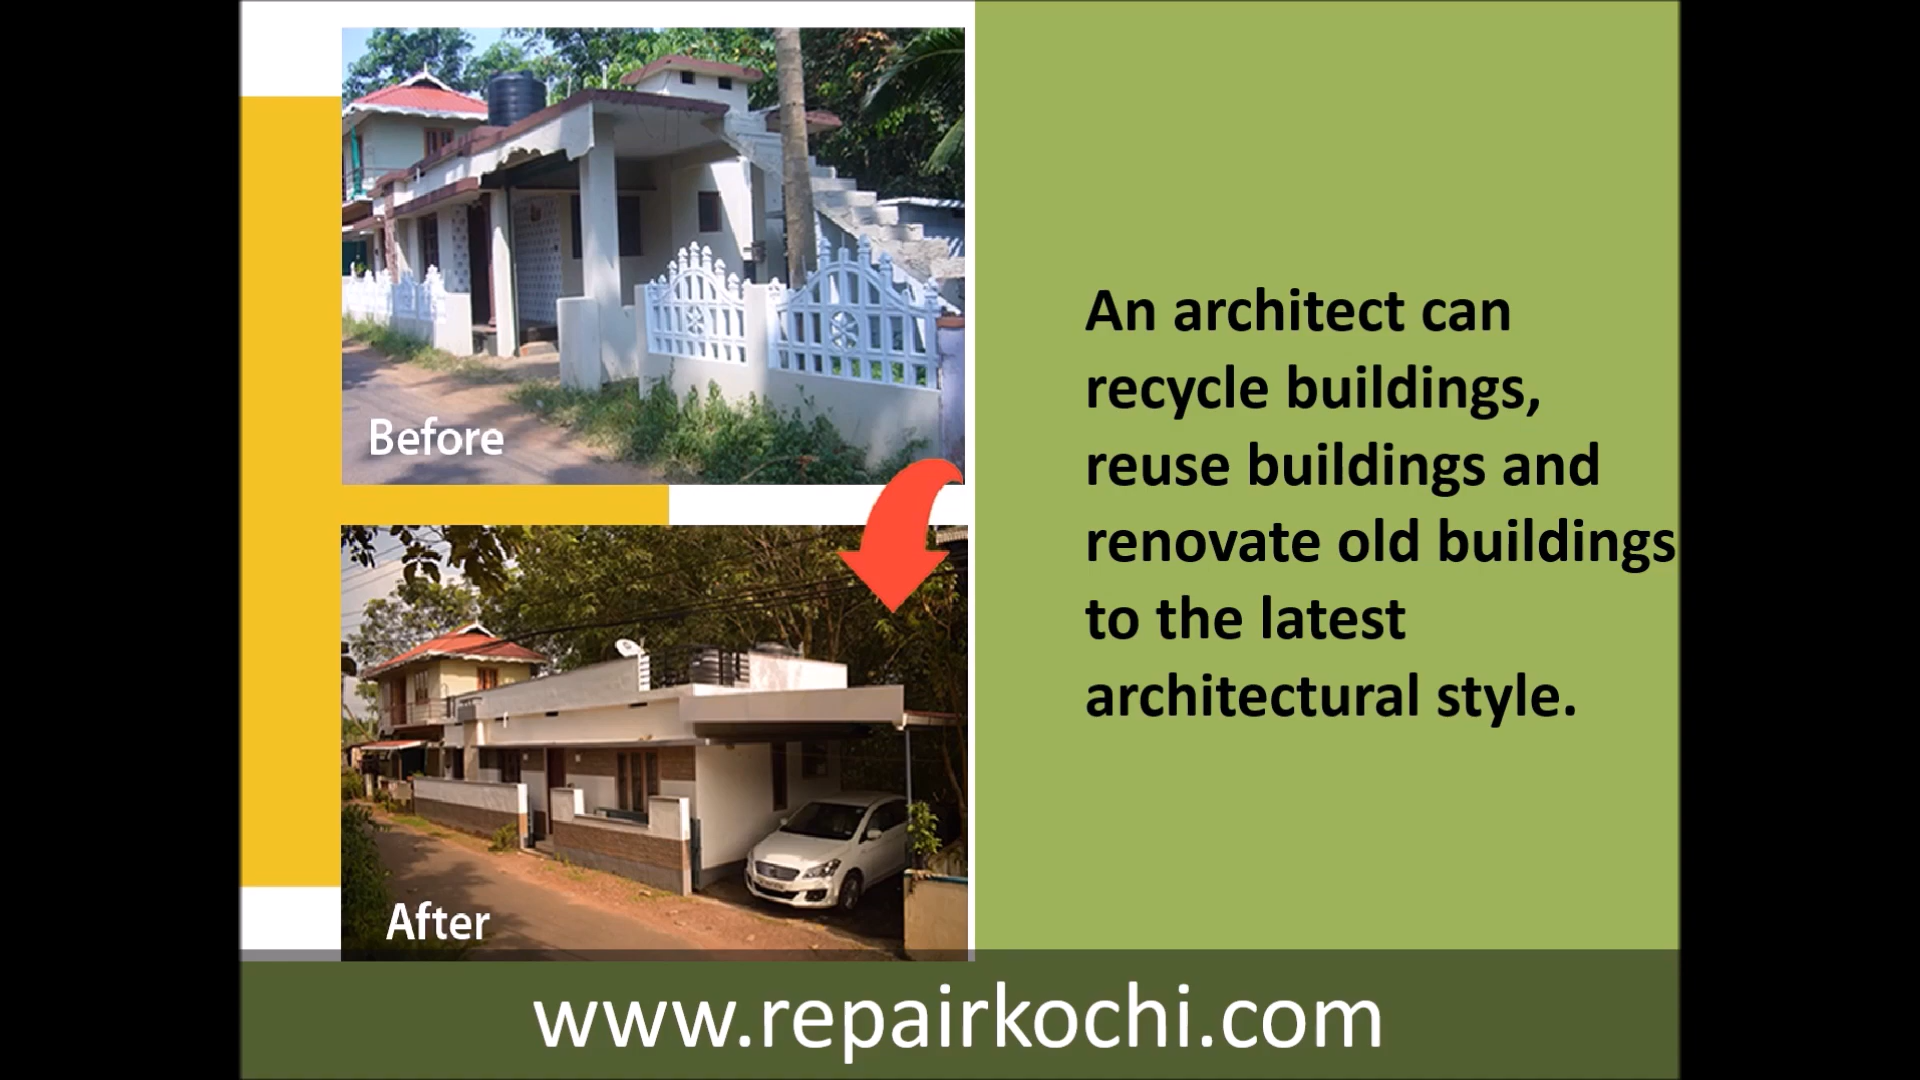 Before
After
An architect can
recycle buildings,
reuse buildings and
renovate old buildings
to the latest
architectural style.
www.repairkochi.com